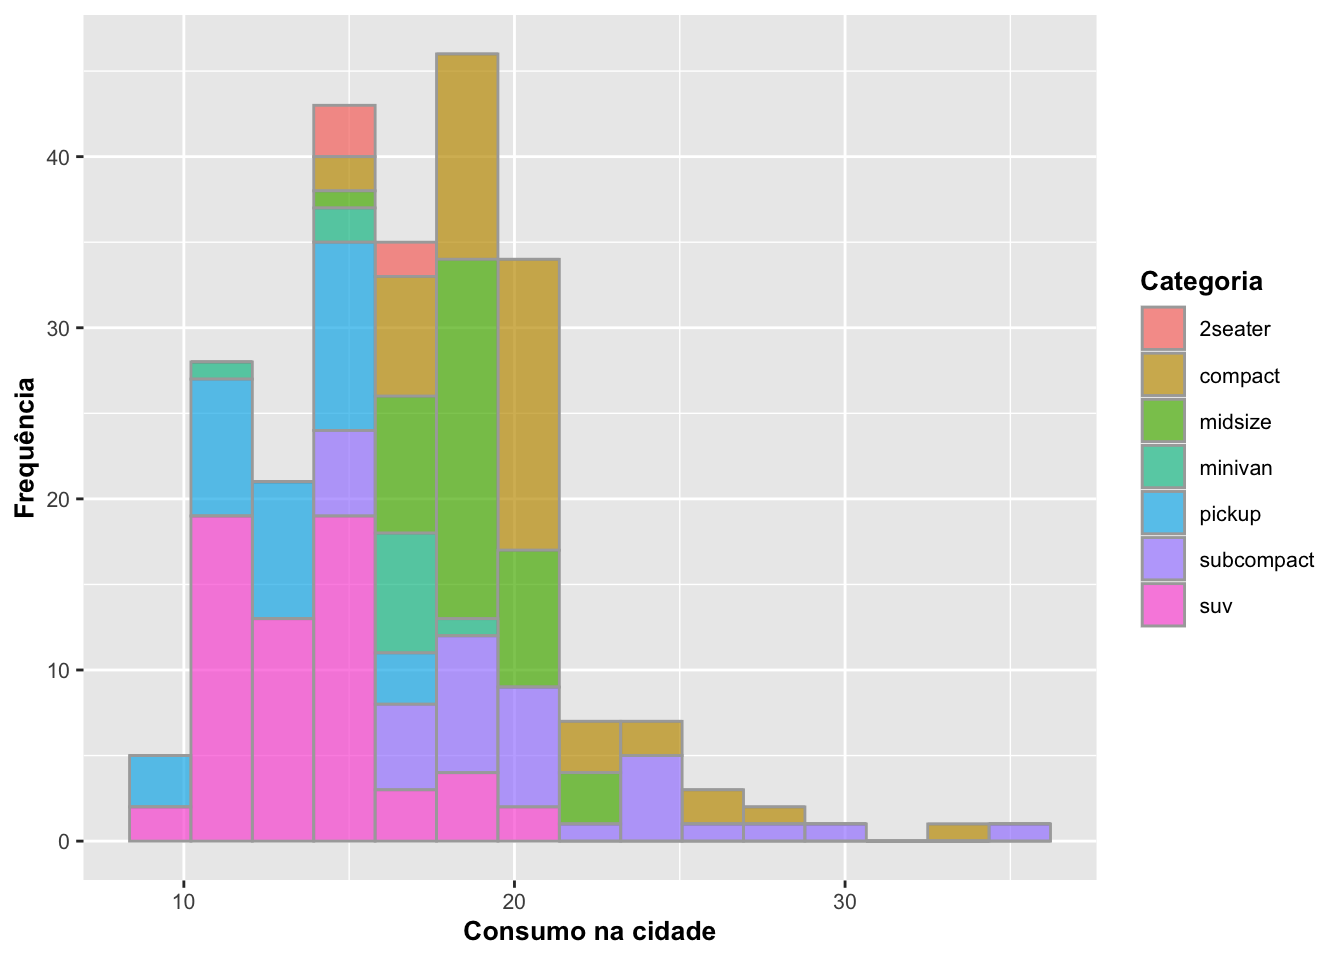 Frequência
40
30
20
10
0
10 20 30
Consumo na cidade
Categoria
2seater
compact
midsize
minivan
pickup
subcompact
suv